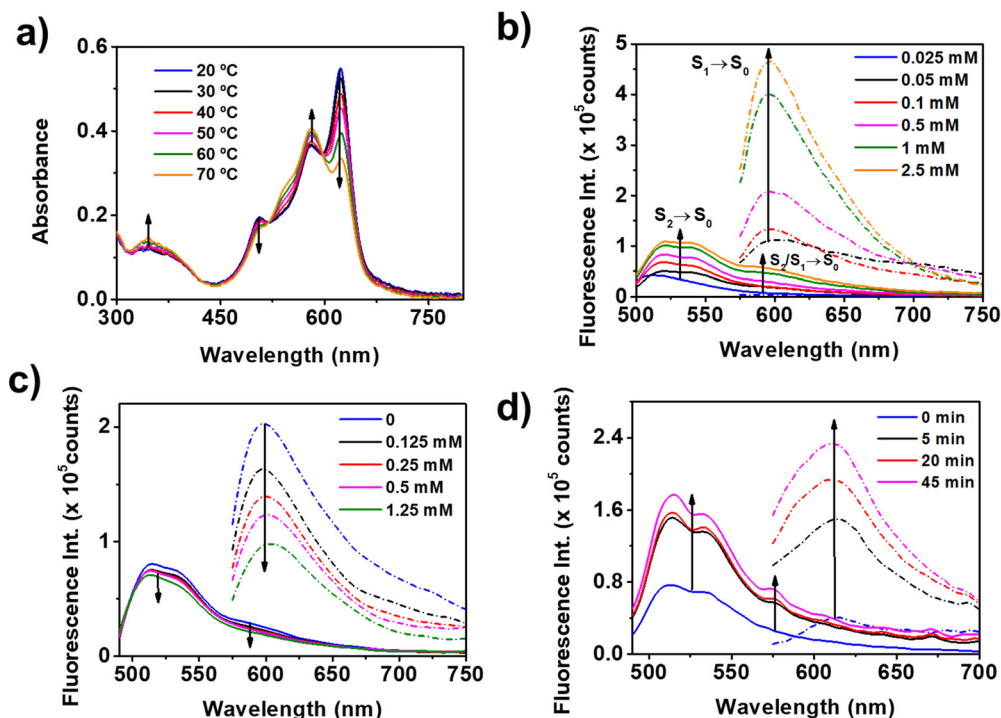 a)
Absorbance
0.6
0.4
0.2
0.0
20 ºC
30 ºC
40 ºC
50 ºC
60 ºC
70 ºC
300 450 600 750
Wavelength (nm)
b)
Fluorescence Int. (x 10⁵ counts)
5
4
3
2
1
0
S₁→S₀
S₂→S₀
S₂/S₁→S₀
0.025 mM
0.05 mM
0.1 mM
0.5 mM
1 mM
2.5 mM
500 550 600 650 700 750
Wavelength (nm)
c)
Fluorescence Int. (x 10⁵ counts)
2
1
0
0
0.125 mM
0.25 mM
0.5 mM
1.25 mM
500 550 600 650 700 750
Wavelength (nm)
d)
Fluorescence Int. (x 10⁵ counts)
2.4
1.6
0.8
0.0
0 min
5 min
20 min
45 min
500 550 600 650 700
Wavelength (nm)